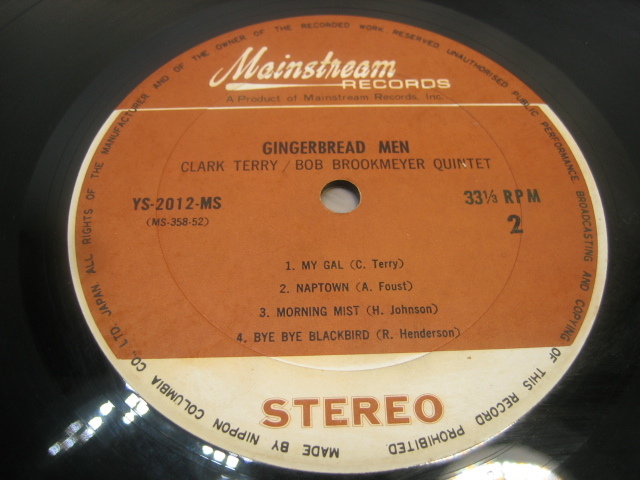 Mainstream
RECORDS
A Product of Mainstream Records, Inc.
GINGERBREAD MEN
CLARK TERRY / BOB BROOKMEYER QUINTET
YS-2012-MS
(MS-358-52)
33⅓ RPM
2
1. MY GAL (C. Terry)
2. NAPTOWN (A. Foust)
3. MORNING MIST (H. Johnson)
4. BYE BYE BLACKBIRD (R. Henderson)
STEREO
MADE BY NIPPON COLUMBIA CO., LTD. JAPAN ALL RIGHTS OF THE MANUFACTURER AND OF THE OWNER OF THE RECORDED WORK RESERVED UNAUTHORISED PUBLIC PERFORMANCE BROADCASTING AND COPYING OF THIS RECORD PROHIBITED